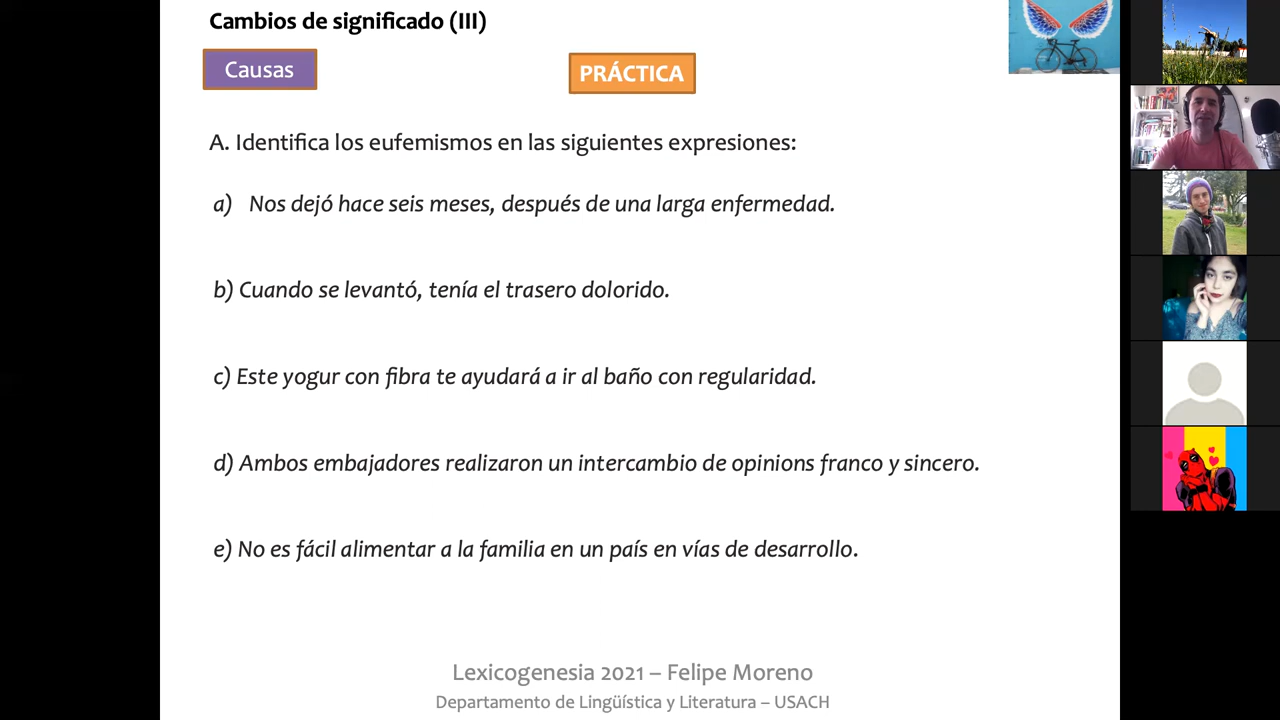 Cambios de significado (III)
Causas
PRÁCTICA
A. Identifica los eufemismos en las siguientes expresiones:
a) Nos dejó hace seis meses, después de una larga enfermedad.
b) Cuando se levantó, tenía el trasero dolorido.
c) Este yogur con fibra te ayudará a ir al baño con regularidad.
d) Ambos embajadores realizaron un intercambio de opinions franco y sincero.
e) No es fácil alimentar a la familia en un país en vías de desarrollo.
Lexicogenesia 2021 – Felipe Moreno
Departamento de Lingüística y Literatura – USACH